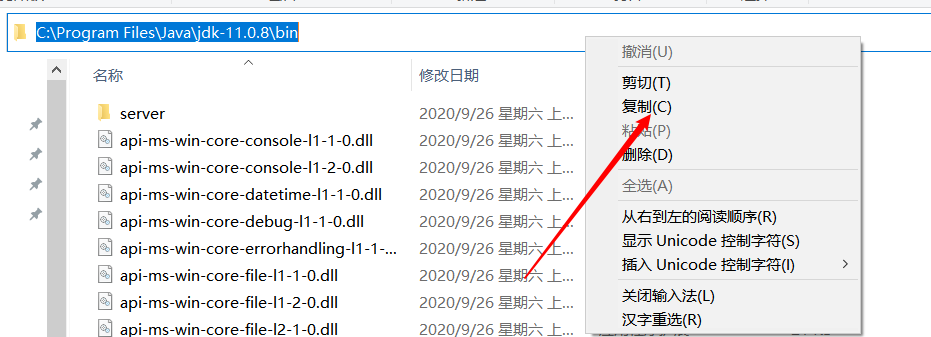 C:\Program Files\Java\jdk-11.0.8\bin
名称
修改日期
server
2020/9/26 星期六 上...
api-ms-win-core-console-l1-1-0.dll
2020/9/26 星期六 上...
api-ms-win-core-console-l1-2-0.dll
2020/9/26 星期六 上...
api-ms-win-core-datetime-l1-1-0.dll
2020/9/26 星期六 上...
api-ms-win-core-debug-l1-1-0.dll
2020/9/26 星期六 上...
api-ms-win-core-errorhandling-l1-1-...
2020/9/26 星期六 上...
api-ms-win-core-file-l1-1-0.dll
2020/9/26 星期六 上...
api-ms-win-core-file-l1-2-0.dll
2020/9/26 星期六 上...
api-ms-win-core-file-l2-1-0.dll
2020/9/26 星期六 上...
撤消(U)
剪切(T)
复制(C)
粘贴(P)
删除(D)
全选(A)
从右到左的阅读顺序(R)
显示 Unicode 控制字符(S)
插入 Unicode 控制字符(I)
关闭输入法(L)
汉字重选(R)